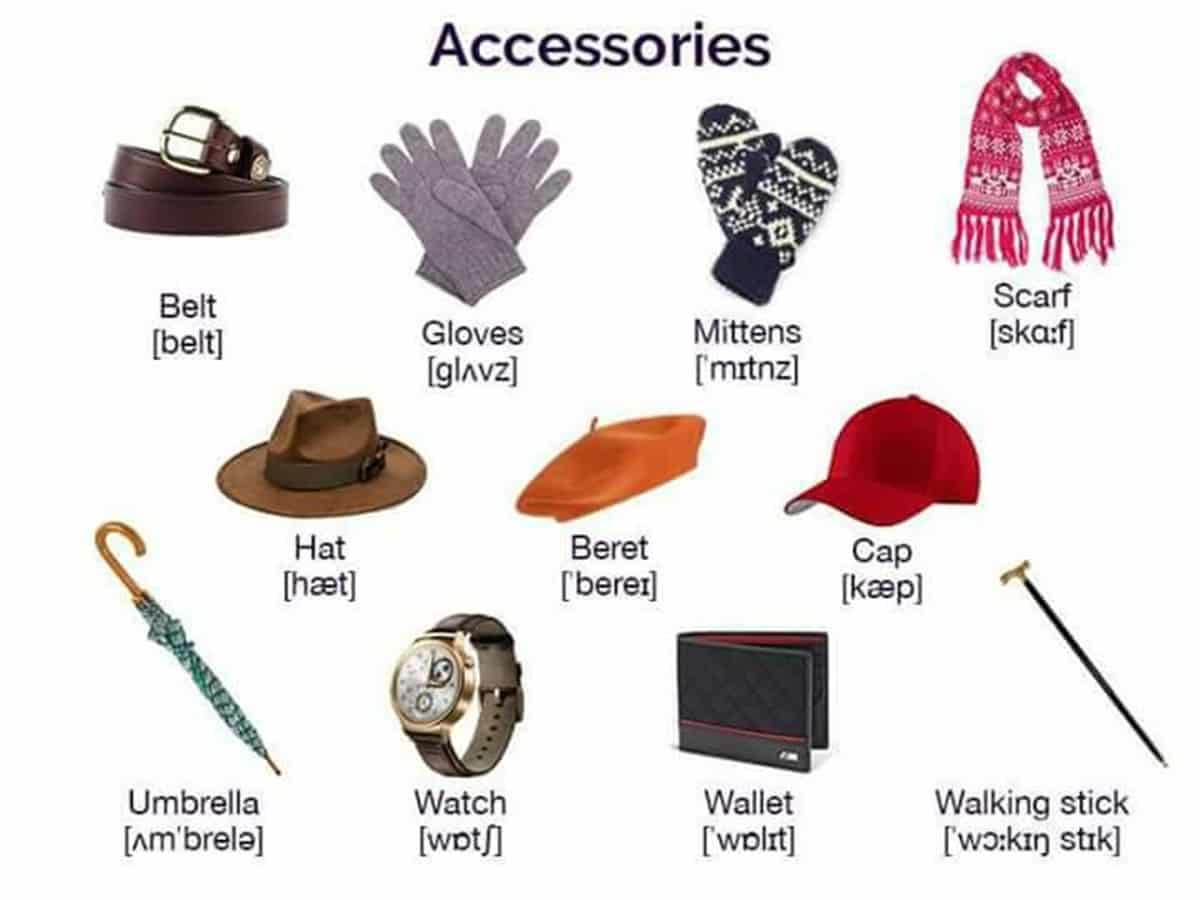 Accessories
Belt
[belt]
Gloves
[glʌvz]
Mittens
[ˈmɪtnz]
Scarf
[skɑːf]
Hat
[hæt]
Beret
[ˈbereɪ]
Cap
[kæp]
Umbrella
[ʌmˈbrelə]
Watch
[wɒtʃ]
Wallet
[ˈwɒlɪt]
Walking stick
[ˈwɔːkɪŋ stɪk]